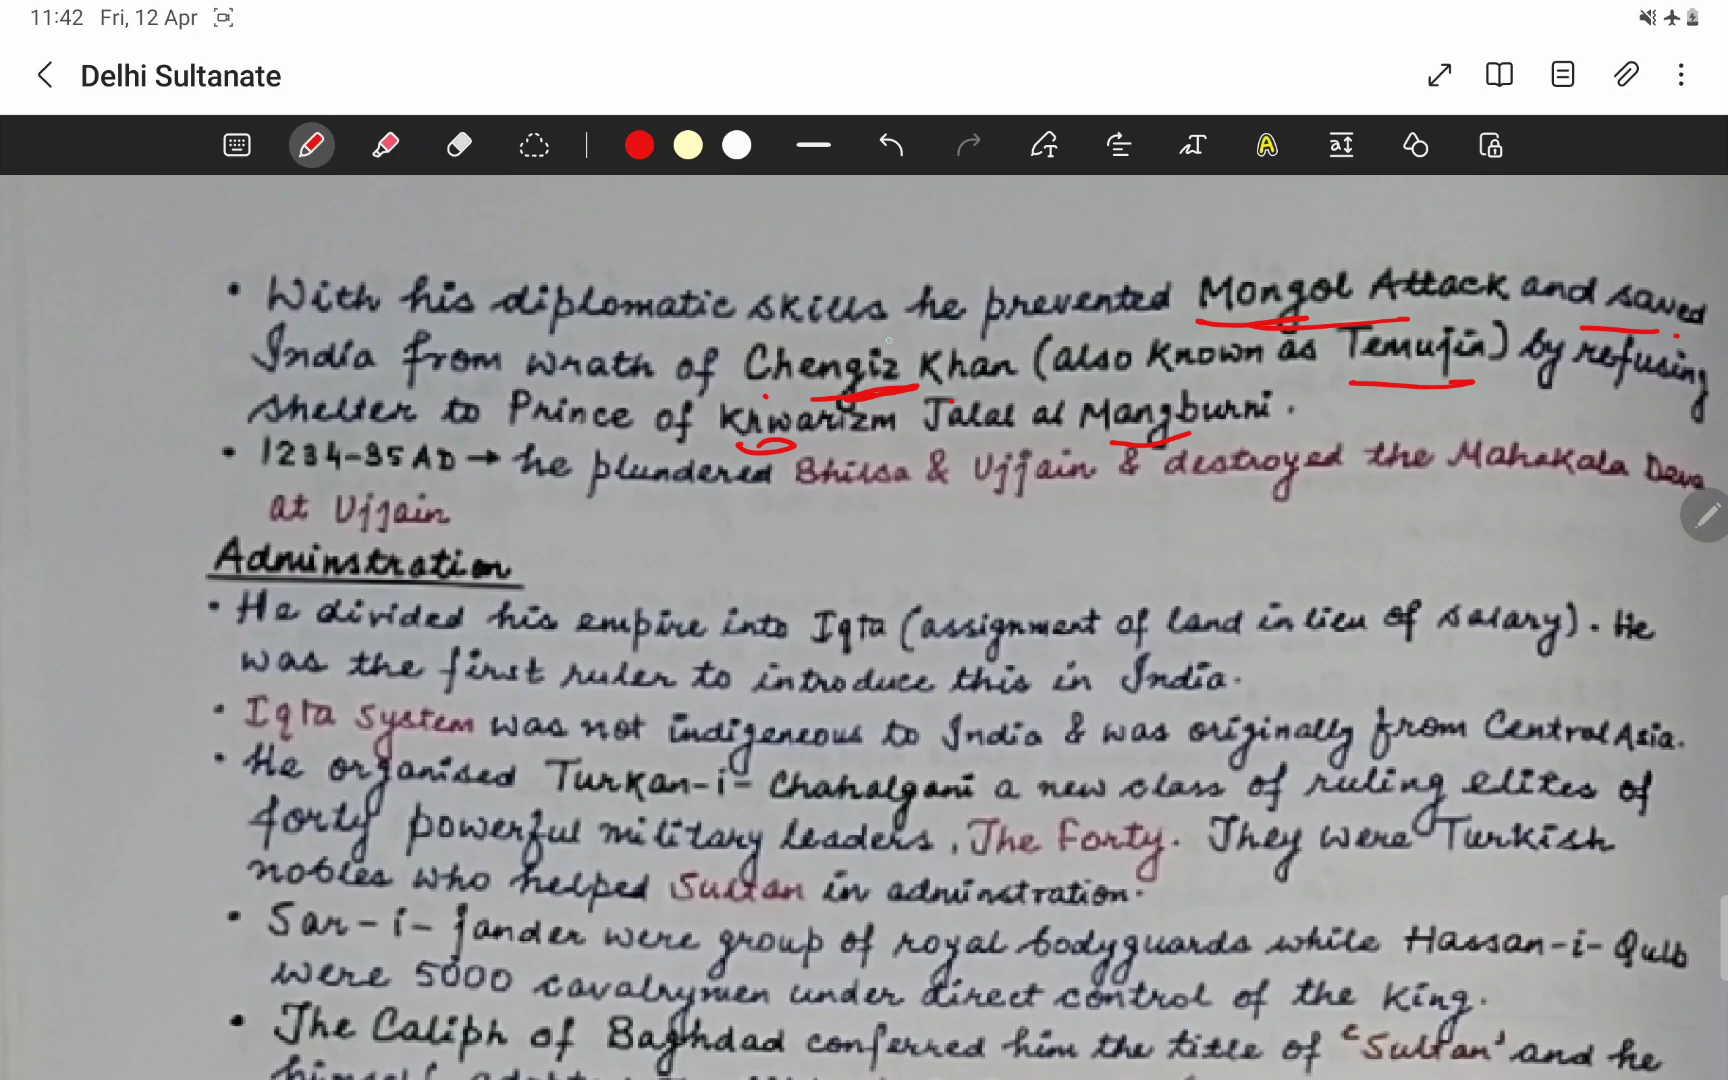 11:42 Fri, 12 Apr
Delhi Sultanate
• With his diplomatic skills he prevented Mongol Attack and saved
India from wrath of Chengiz Khan (also known as Temujin) by refusing
shelter to Prince of Khwarizm Jalal al Mangburni.
• 1234-35 AD → he plundered Bhilsa & Ujjain & destroyed the Mahakala Deva
at Ujjain
Adminstration
• He divided his empire into Iqta (assignment of land in lieu of salary). He
was the first ruler to introduce this in India.
• Iqta System was not indigeneous to India & was originally from Central Asia.
• He organised Turkan-i-Chahalgani a new class of ruling elites of
forty powerful military leaders, The Forty. They were Turkish
nobles who helped Sultan in adminstration.
• Sar-i-jander were group of royal bodyguards while Hassan-i-Qulb
were 5000 cavalrymen under direct control of the King.
• The Caliph of Baghdad conferred him the title of 'Sultan' and he
himself